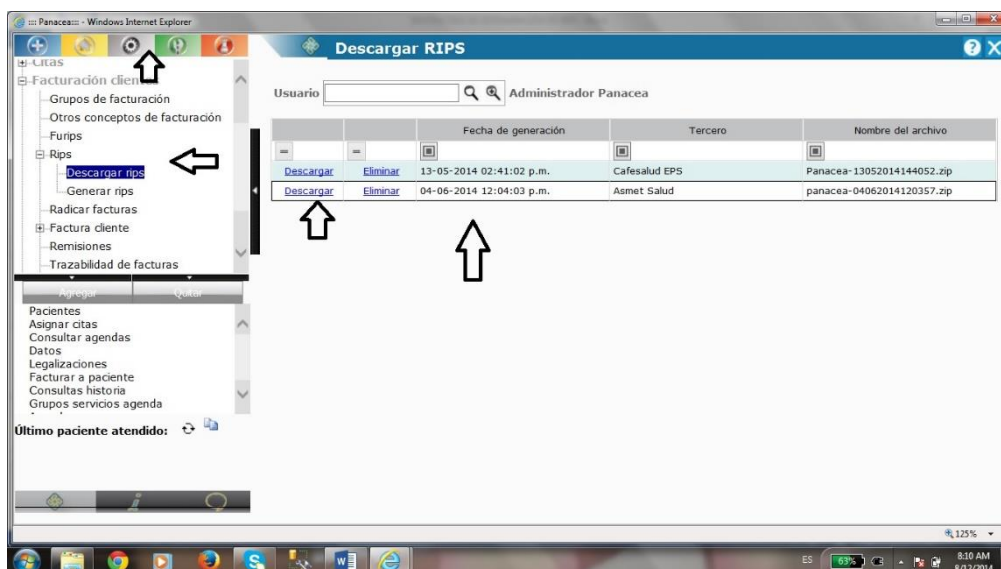 ::: Panacea::: - Windows Internet Explorer
Descargar RIPS
Citas
Facturación
Grupos de facturación
Otros conceptos de facturación
Furips
Rips
Descargar rips
Generar rips
Radicar facturas
Factura cliente
Remisiones
Trazabilidad de facturas
Agregar Quitar
Pacientes
Asignar citas
Consultar agendas
Datos
Legalizaciones
Facturar a paciente
Consultas historia
Grupos servicios agenda
Último paciente atendido:
Usuario Administrador Panacea
Fecha de generación Tercero Nombre del archivo
Descargar Eliminar 13-05-2014 02:41:02 p.m. Cafesalud EPS Panacea-13052014144052.zip
Descargar Eliminar 04-06-2014 12:04:03 p.m. Asmet Salud panacea-04062014120357.zip
125%
ES 63% 8:10 AM
8/12/2014